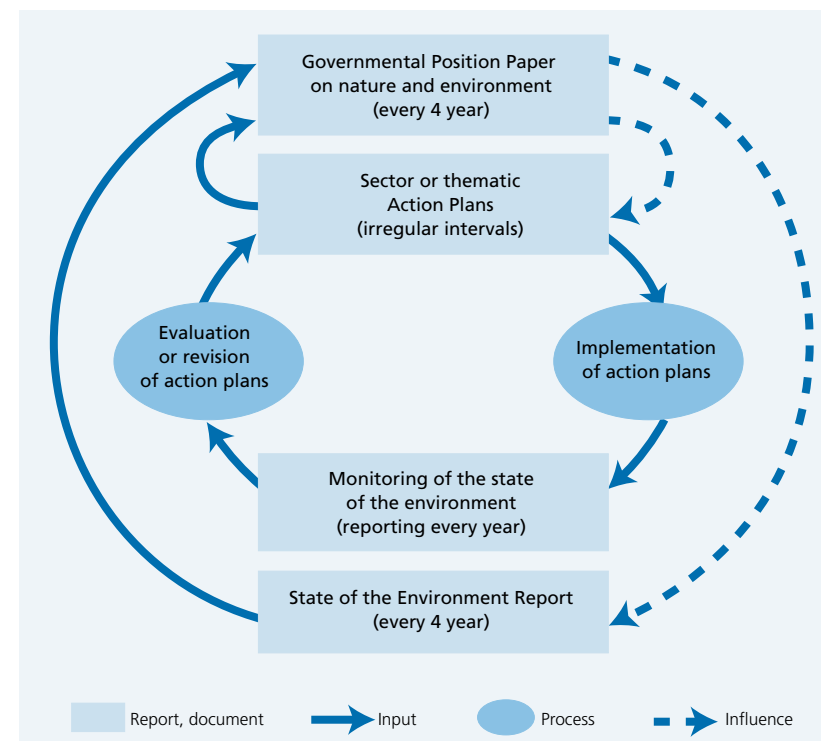 Governmental Position Paper
on nature and environment
(every 4 year)
Sector or thematic
Action Plans
(irregular intervals)
Evaluation
or revision
of action plans
Implementation
of action plans
Monitoring of the state
of the environment
(reporting every year)
State of the Environment Report
(every 4 year)
Report, document
Input
Process
Influence